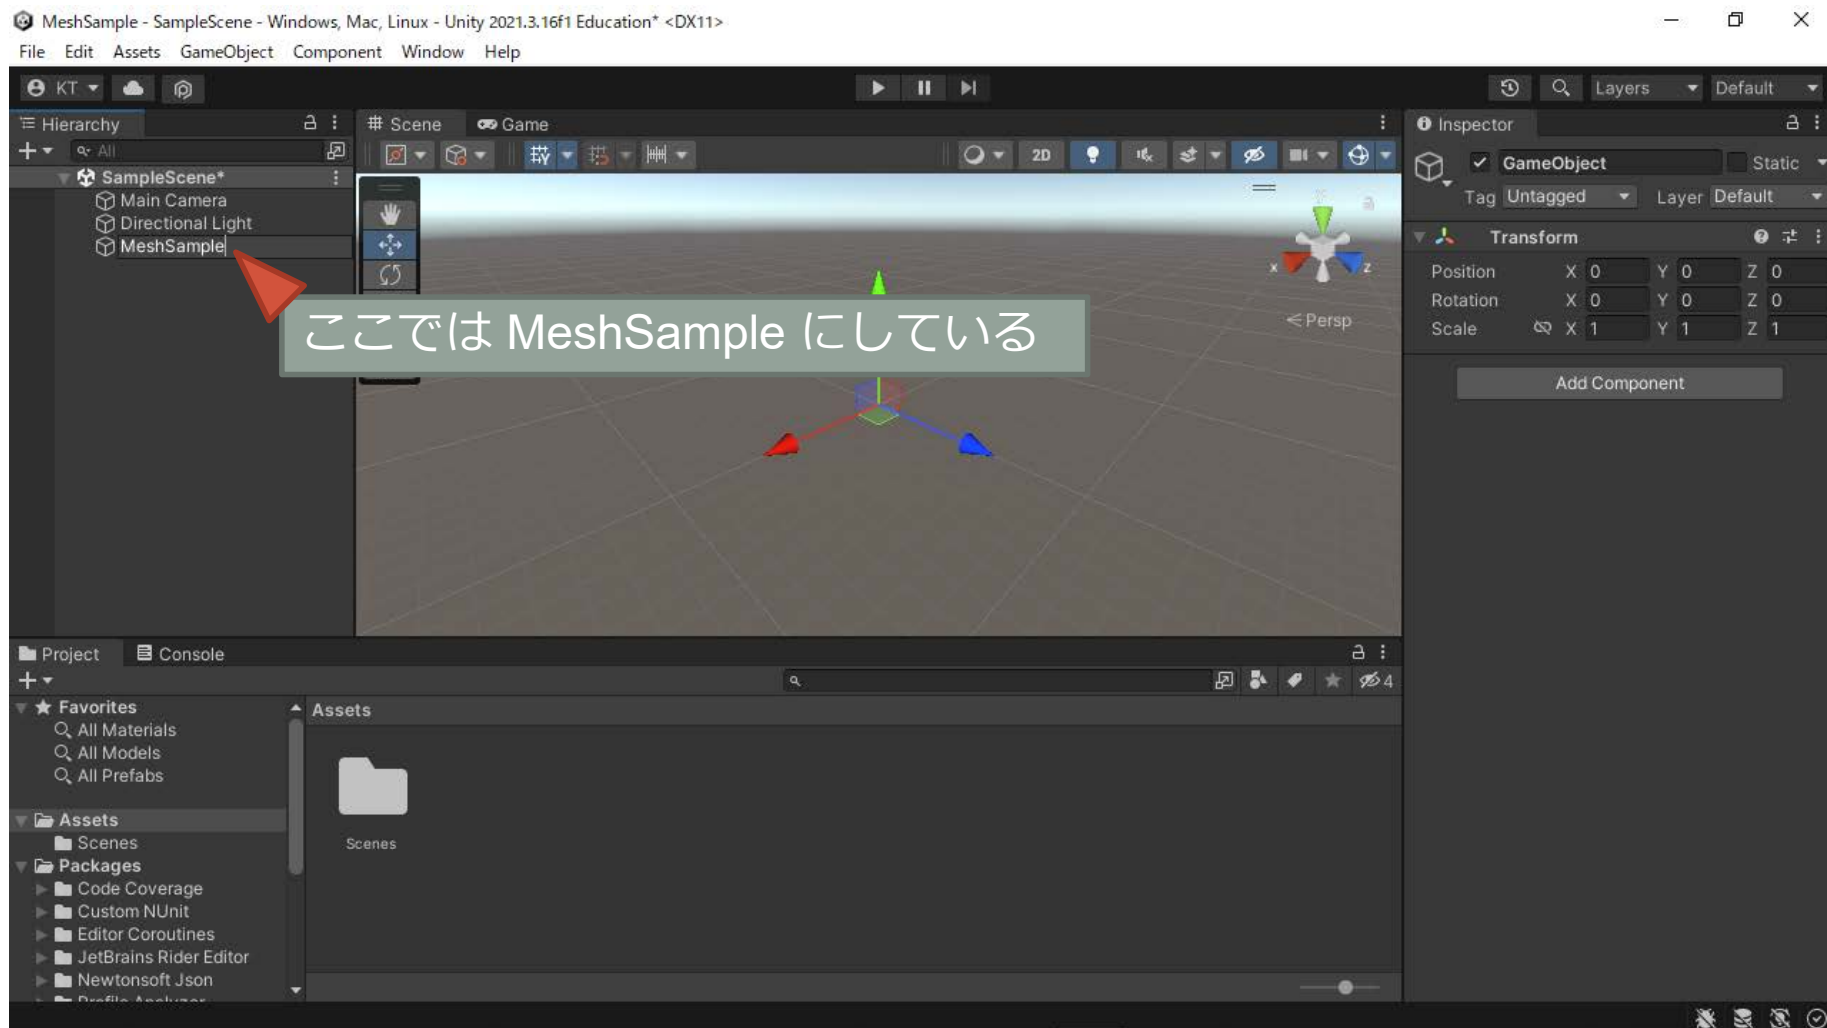 MeshSample - SampleScene - Windows, Mac, Linux - Unity 2021.3.16f1 Education* <DX11>
File Edit Assets GameObject Component Window Help
KT Layers Default
Hierarchy
All
SampleScene*
Main Camera
Directional Light
MeshSample
Scene Game
2D
x z
Persp
ここでは MeshSample にしている
Inspector
GameObject Static
Tag Untagged Layer Default
Transform
Position X 0 Y 0 Z 0
Rotation X 0 Y 0 Z 0
Scale X 1 Y 1 Z 1
Add Component
Project Console
4
Favorites
All Materials
All Models
All Prefabs
Assets
Scenes
Packages
Code Coverage
Custom NUnit
Editor Coroutines
JetBrains Rider Editor
Newtonsoft Json
Assets
Scenes